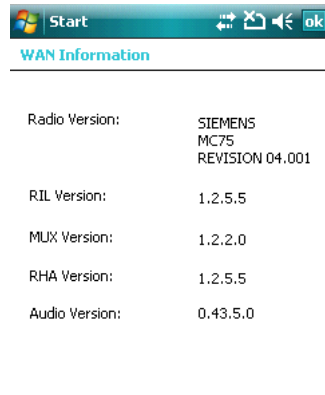 Start
ok
WAN Information
Radio Version: SIEMENS
MC75
REVISION 04.001
RIL Version: 1.2.5.5
MUX Version: 1.2.2.0
RHA Version: 1.2.5.5
Audio Version: 0.43.5.0